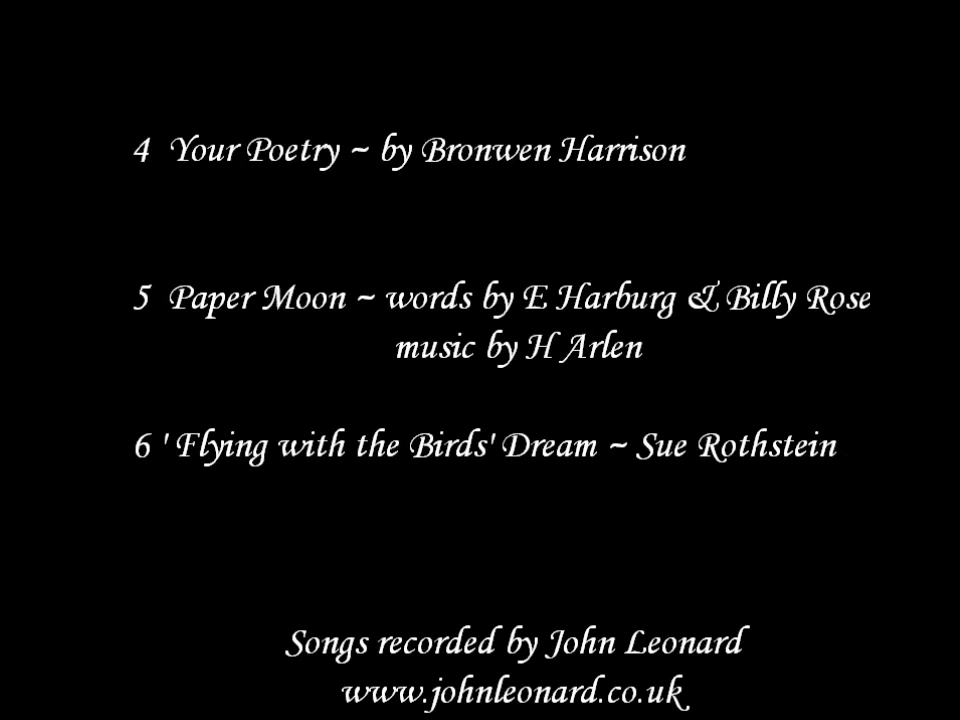 4 Your Poetry ~ by Bronwen Harrison
5 Paper Moon ~ words by E Harburg & Billy Rose
music by H Arlen
6 ' Flying with the Birds' Dream ~ Sue Rothstein
Songs recorded by John Leonard
www.johnleonard.co.uk